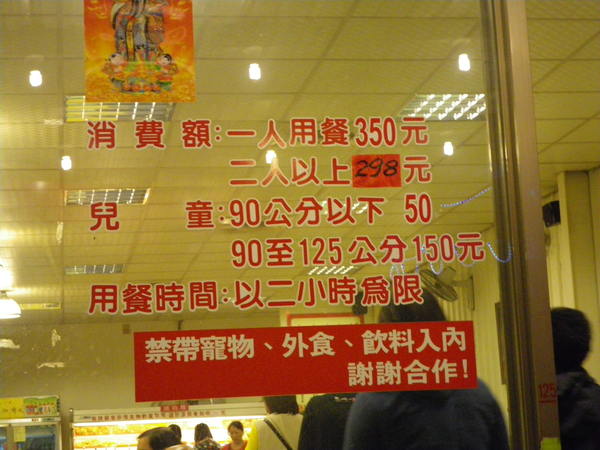 消費額:一人用餐350元
二人以上298元
兒童:90公分以下 50
90至125公分150元
用餐時間:以二小時為限
禁帶寵物、外食、飲料入內
謝謝合作!
125